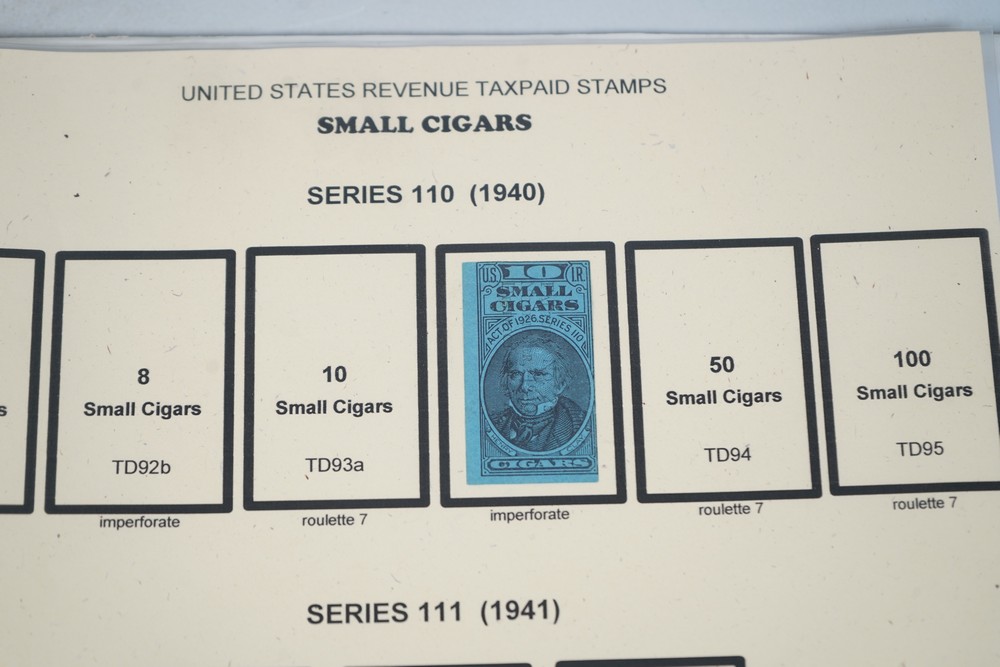 UNITED STATES REVENUE TAXPAID STAMPS
SMALL CIGARS
SERIES 110 (1940)
s
8
Small Cigars
TD92b
imperforate
10
Small Cigars
TD93a
roulette 7
U.S. 10 I.R.
SMALL
CIGARS
ACT OF 1926. SERIES 110
CIGARS
imperforate
50
Small Cigars
TD94
roulette 7
100
Small Cigars
TD95
roulette 7
SERIES 111 (1941)